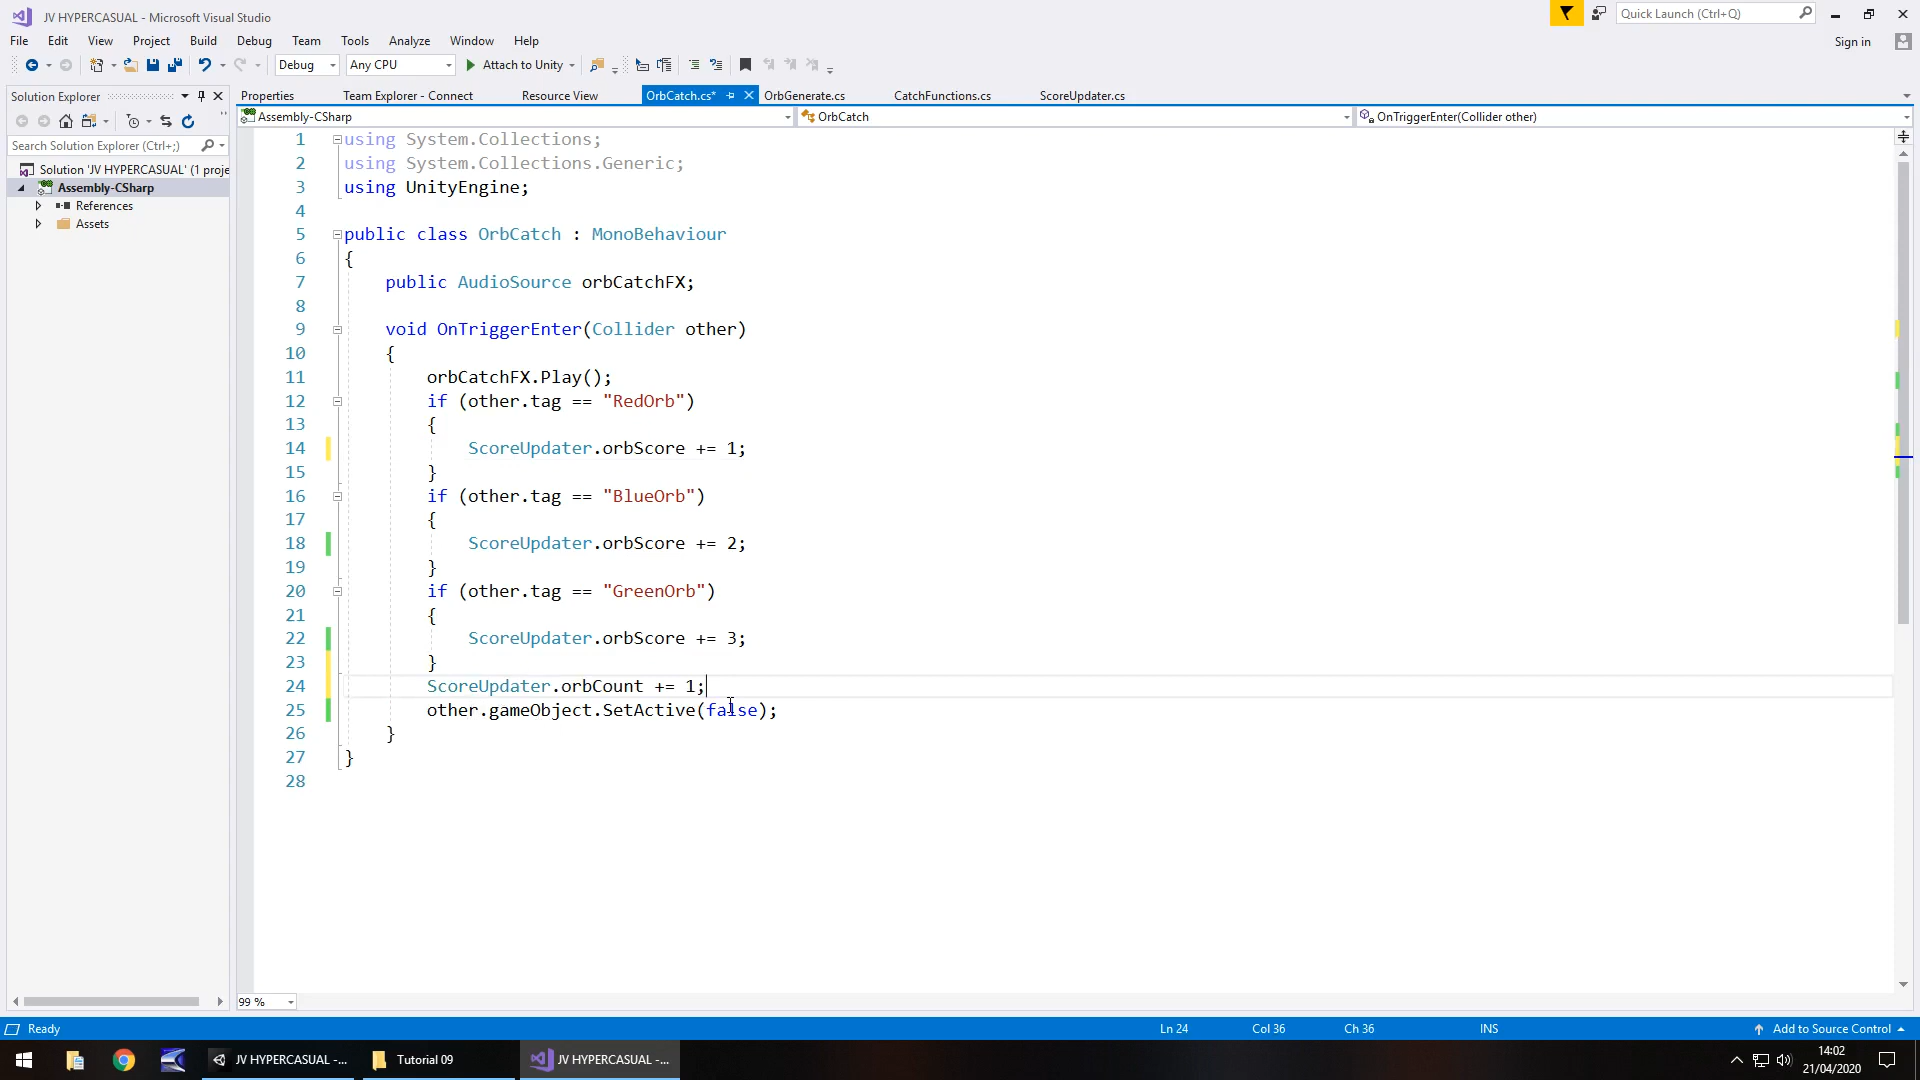 JV HYPERCASUAL - Microsoft Visual Studio
Quick Launch (Ctrl+Q)
File Edit View Project Build Debug Team Tools Analyze Window Help
Sign in
Debug Any CPU Attach to Unity
Solution Explorer
Properties Team Explorer - Connect Resource View OrbCatch.cs* OrbGenerate.cs CatchFunctions.cs ScoreUpdater.cs
Assembly-CSharp OrbCatch OnTriggerEnter(Collider other)
Search Solution Explorer (Ctrl+;)
Solution 'JV HYPERCASUAL' (1 proje
Assembly-CSharp
References
Assets
1 using System.Collections;
2 using System.Collections.Generic;
3 using UnityEngine;
4
5 public class OrbCatch : MonoBehaviour
6 {
7 public AudioSource orbCatchFX;
8
9 void OnTriggerEnter(Collider other)
10 {
11 orbCatchFX.Play();
12 if (other.tag == "RedOrb")
13 {
14 ScoreUpdater.orbScore += 1;
15 }
16 if (other.tag == "BlueOrb")
17 {
18 ScoreUpdater.orbScore += 2;
19 }
20 if (other.tag == "GreenOrb")
21 {
22 ScoreUpdater.orbScore += 3;
23 }
24 ScoreUpdater.orbCount += 1;
25 other.gameObject.SetActive(false);
26 }
27 }
28
99 %
Ready Ln 24 Col 36 Ch 36 INS Add to Source Control
JV HYPERCASUAL -... Tutorial 09 JV HYPERCASUAL -...
14:02
21/04/2020